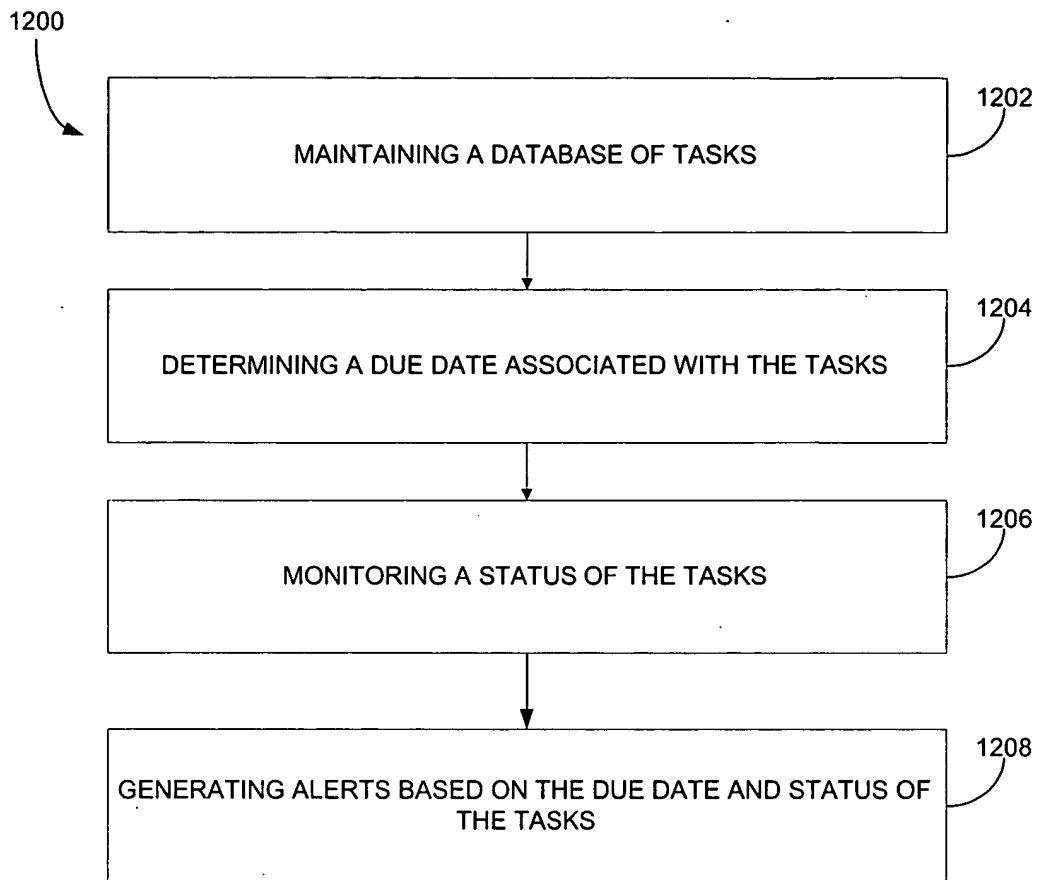 1200
1202
MAINTAINING A DATABASE OF TASKS
1204
DETERMINING A DUE DATE ASSOCIATED WITH THE TASKS
1206
MONITORING A STATUS OF THE TASKS
1208
GENERATING ALERTS BASED ON THE DUE DATE AND STATUS OF
THE TASKS